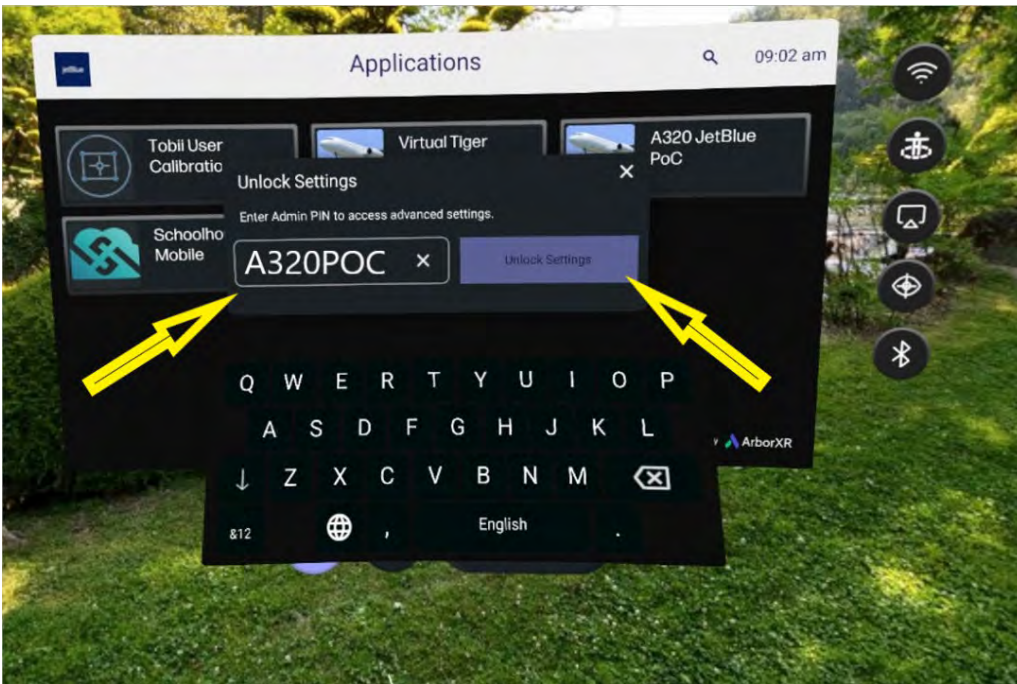 jetBlue
Applications
09:02 am
Tobii User
Calibratio
Virtual Tiger
A320 JetBlue
PoC
Unlock Settings
Enter Admin PIN to access advanced settings.
A320POC
Unlock Settings
Schoolho
Mobile
Q W E R T Y U I O P
A S D F G H J K L
y ArborXR
Z X C V B N M
&12
,
English
.